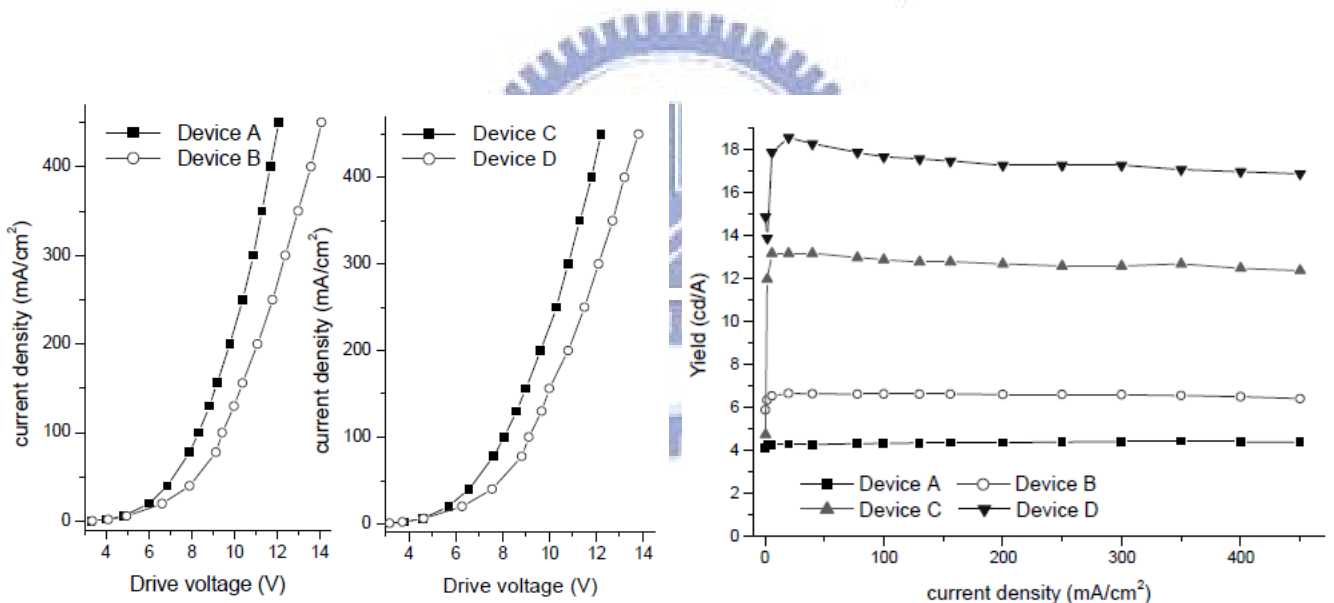 Device A
Device B
400
300
200
100
0
4 6 8 10 12 14
current density (mA/cm²)
Drive voltage (V)
Device C
Device D
400
300
200
100
0
4 6 8 10 12 14
current density (mA/cm²)
Drive voltage (V)
18
16
14
12
10
8
6
4
2
0
0 100 200 300 400
Yield (cd/A)
Device A Device B
Device C Device D
current density (mA/cm²)